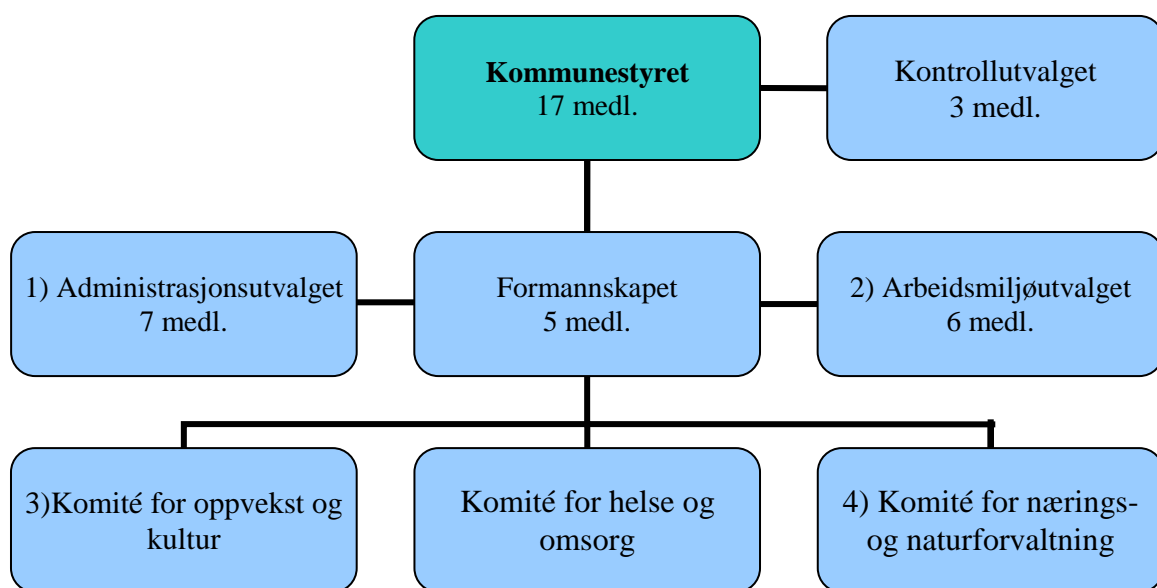 Kommunestyret
17 medl.
Kontrollutvalget
3 medl.
1) Administrasjonsutvalget
7 medl.
Formannskapet
5 medl.
2) Arbeidsmiljøutvalget
6 medl.
3)Komité for oppvekst og
kultur
Komité for helse og
omsorg
4) Komité for nærings-
og naturforvaltning